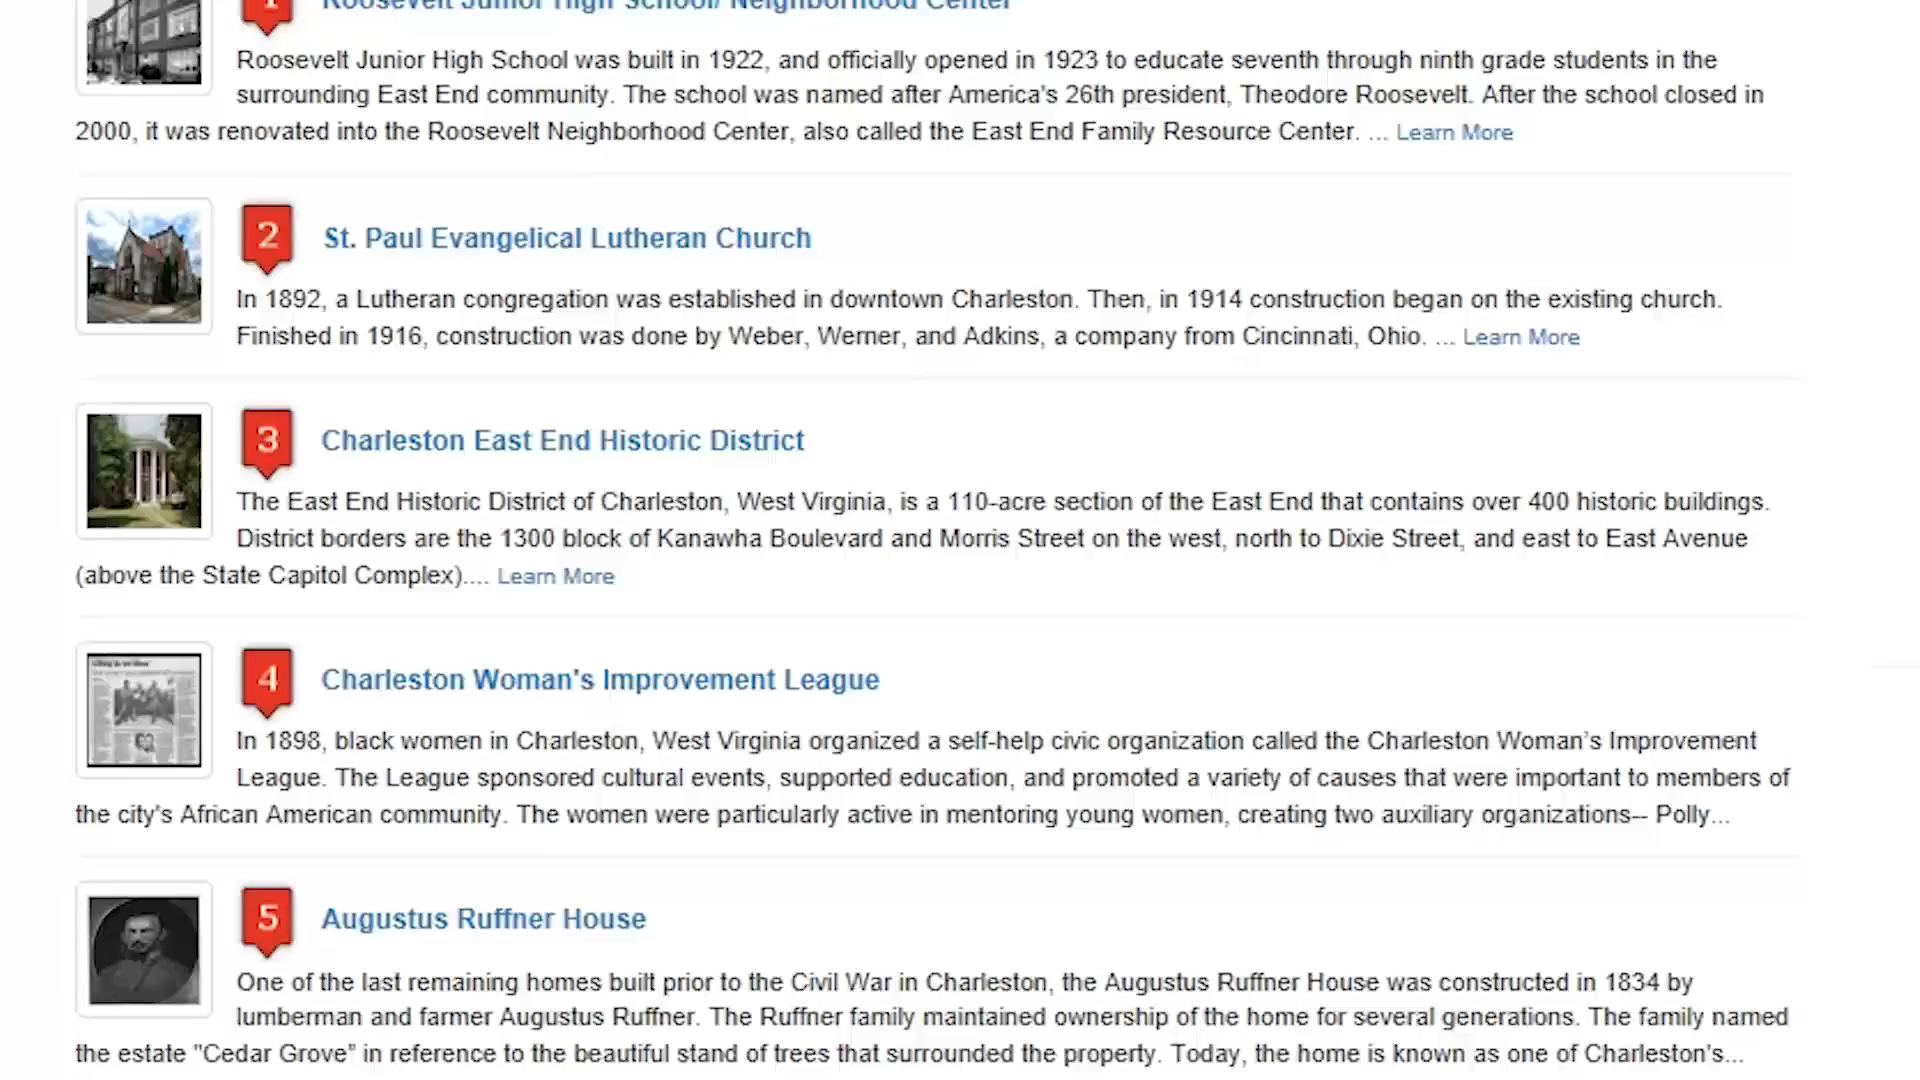 1
Roosevelt Junior High School/ Neighborhood Center
Roosevelt Junior High School was built in 1922, and officially opened in 1923 to educate seventh through ninth grade students in the
surrounding East End community. The school was named after America's 26th president, Theodore Roosevelt. After the school closed in
2000, it was renovated into the Roosevelt Neighborhood Center, also called the East End Family Resource Center. ... Learn More
2
St. Paul Evangelical Lutheran Church
In 1892, a Lutheran congregation was established in downtown Charleston. Then, in 1914 construction began on the existing church.
Finished in 1916, construction was done by Weber, Werner, and Adkins, a company from Cincinnati, Ohio. ... Learn More
3
Charleston East End Historic District
The East End Historic District of Charleston, West Virginia, is a 110-acre section of the East End that contains over 400 historic buildings.
District borders are the 1300 block of Kanawha Boulevard and Morris Street on the west, north to Dixie Street, and east to East Avenue
(above the State Capitol Complex).... Learn More
4
Charleston Woman's Improvement League
In 1898, black women in Charleston, West Virginia organized a self-help civic organization called the Charleston Woman's Improvement
League. The League sponsored cultural events, supported education, and promoted a variety of causes that were important to members of
the city's African American community. The women were particularly active in mentoring young women, creating two auxiliary organizations-- Polly...
5
Augustus Ruffner House
One of the last remaining homes built prior to the Civil War in Charleston, the Augustus Ruffner House was constructed in 1834 by
lumberman and farmer Augustus Ruffner. The Ruffner family maintained ownership of the home for several generations. The family named
the estate "Cedar Grove" in reference to the beautiful stand of trees that surrounded the property. Today, the home is known as one of Charleston's...